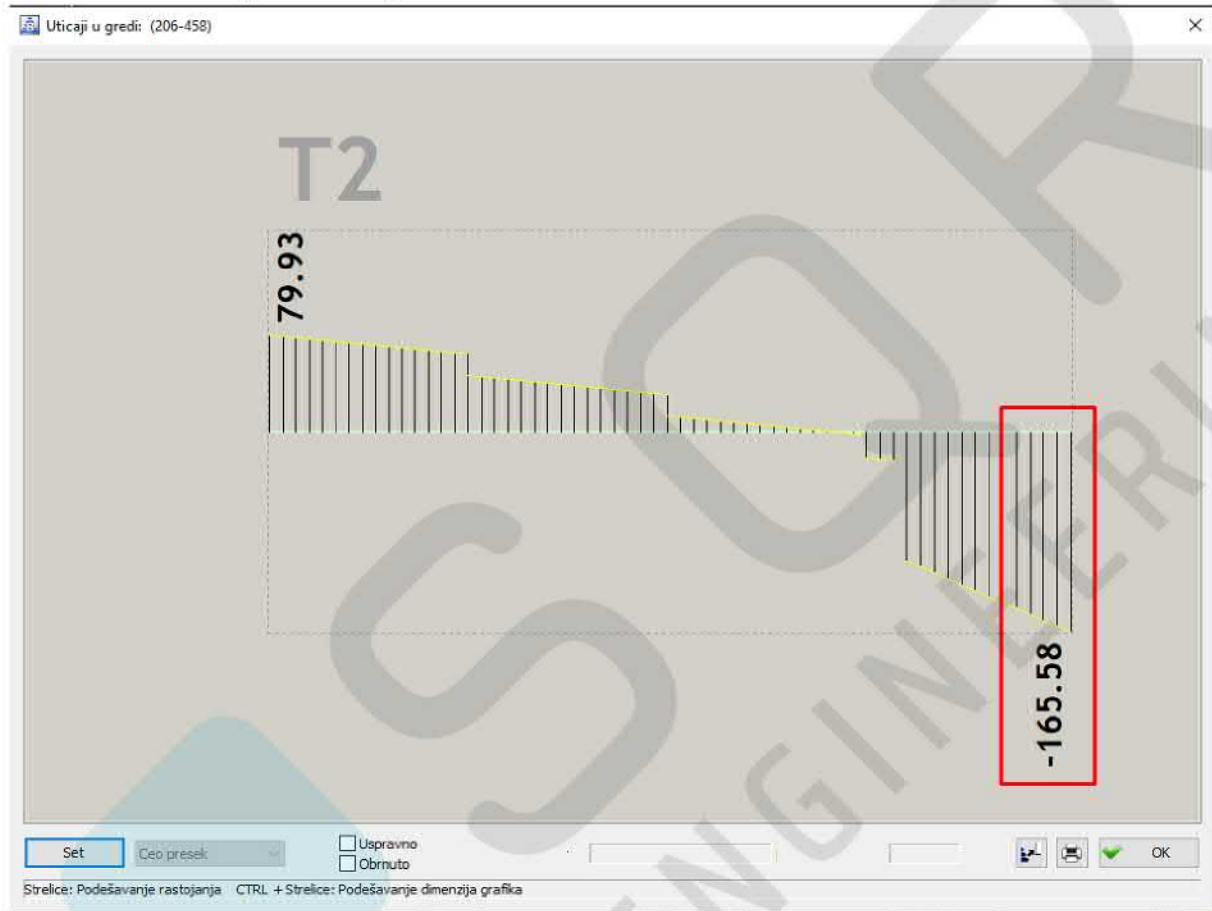 Uticaji u gredi: (206-458)
T2
79.93
-165.58
Set
Ceo presek
Uspravno
Obrnuto
OK
Strelice: Podešavanje rastojanja CTRL + Strelice: Podešavanje dimenzija grafika